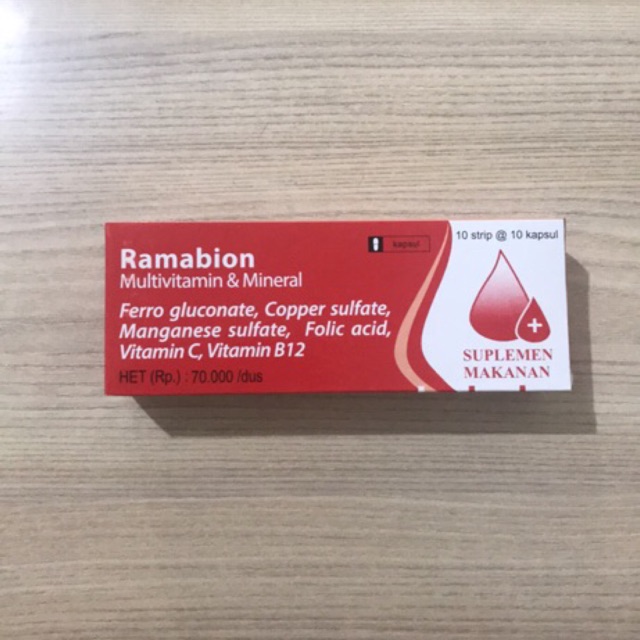 kapsul
10 strip @ 10 kapsul
Ramabion
Multivitamin & Mineral
Ferro gluconate, Copper sulfate,
Manganese sulfate, Folic acid,
Vitamin C, Vitamin B12
HET (Rp.) : 70.000 /dus
SUPLEMEN
MAKANAN